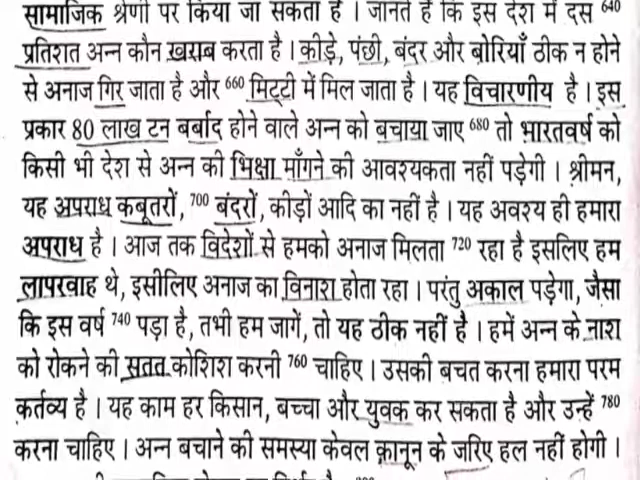 सामाजिक श्रेणी पर किया जा सकता है । जानते हैं कि इस देश में दस 640
प्रतिशत अन्न कौन ख़राब करता है । कीड़े, पंछी, बंदर और बोरियाँ ठीक न होने
से अनाज गिर जाता है और 660 मिट्टी में मिल जाता है । यह विचारणीय है । इस
प्रकार 80 लाख टन बर्बाद होने वाले अन्न को बचाया जाए 680 तो भारतवर्ष को
किसी भी देश से अन्न की भिक्षा माँगने की आवश्यकता नहीं पड़ेगी । श्रीमन,
यह अपराध कबूतरों, 700 बंदरों, कीड़ों आदि का नहीं है । यह अवश्य ही हमारा
अपराध है । आज तक विदेशों से हमको अनाज मिलता 720 रहा है इसलिए हम
लापरवाह थे, इसीलिए अनाज का विनाश होता रहा । परंतु अकाल पड़ेगा, जैसा
कि इस वर्ष 740 पड़ा है, तभी हम जागें, तो यह ठीक नहीं है । हमें अन्न के नाश
को रोकने की सतत कोशिश करनी 760 चाहिए । उसकी बचत करना हमारा परम
कर्तव्य है । यह काम हर किसान, बच्चा और युवक कर सकता है और उन्हें 780
करना चाहिए । अन्न बचाने की समस्या केवल क़ानून के जरिए हल नहीं होगी ।